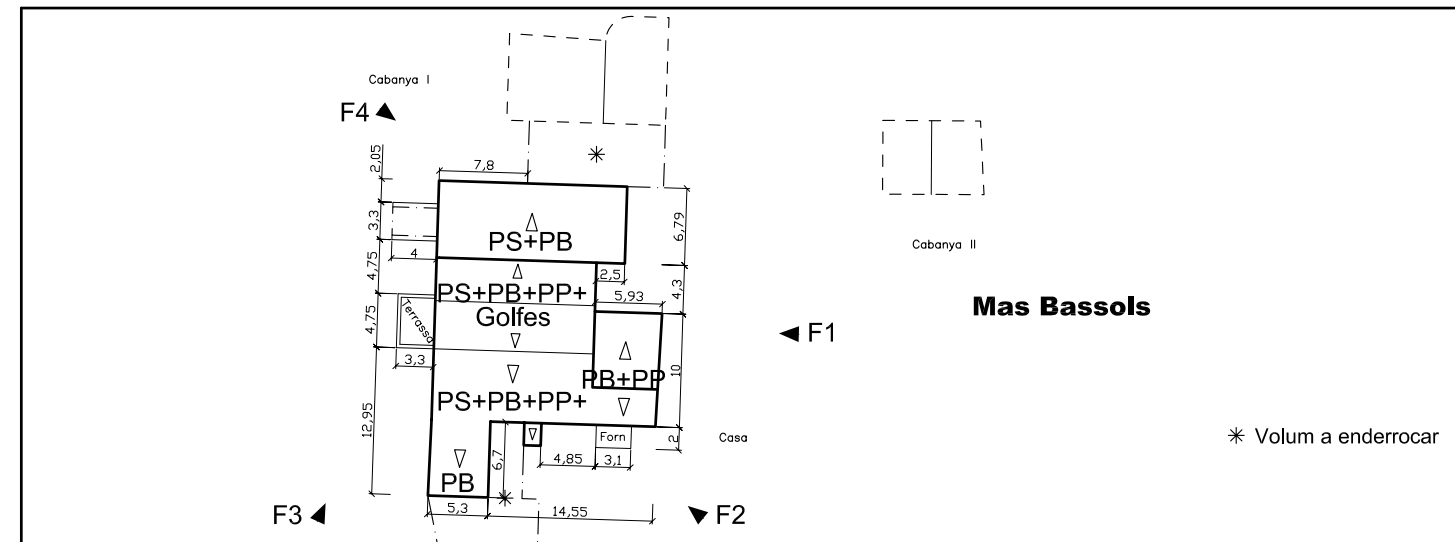 Cabanya I
F4
2,05
7,8
3,3
6,79
PS+PB
4
4,75
2,5
4,3
Cabanya II
PS+PB+PP+
5,93
Mas Bassols
Golfes
Terrassa
4,75
F1
3,3
PB+PP
10
PS+PB+PP+
12,95
Forn
2
Casa
Volum a enderrocar
6,7
4,85
3,1
PB
5,3
14,55
F3
F2